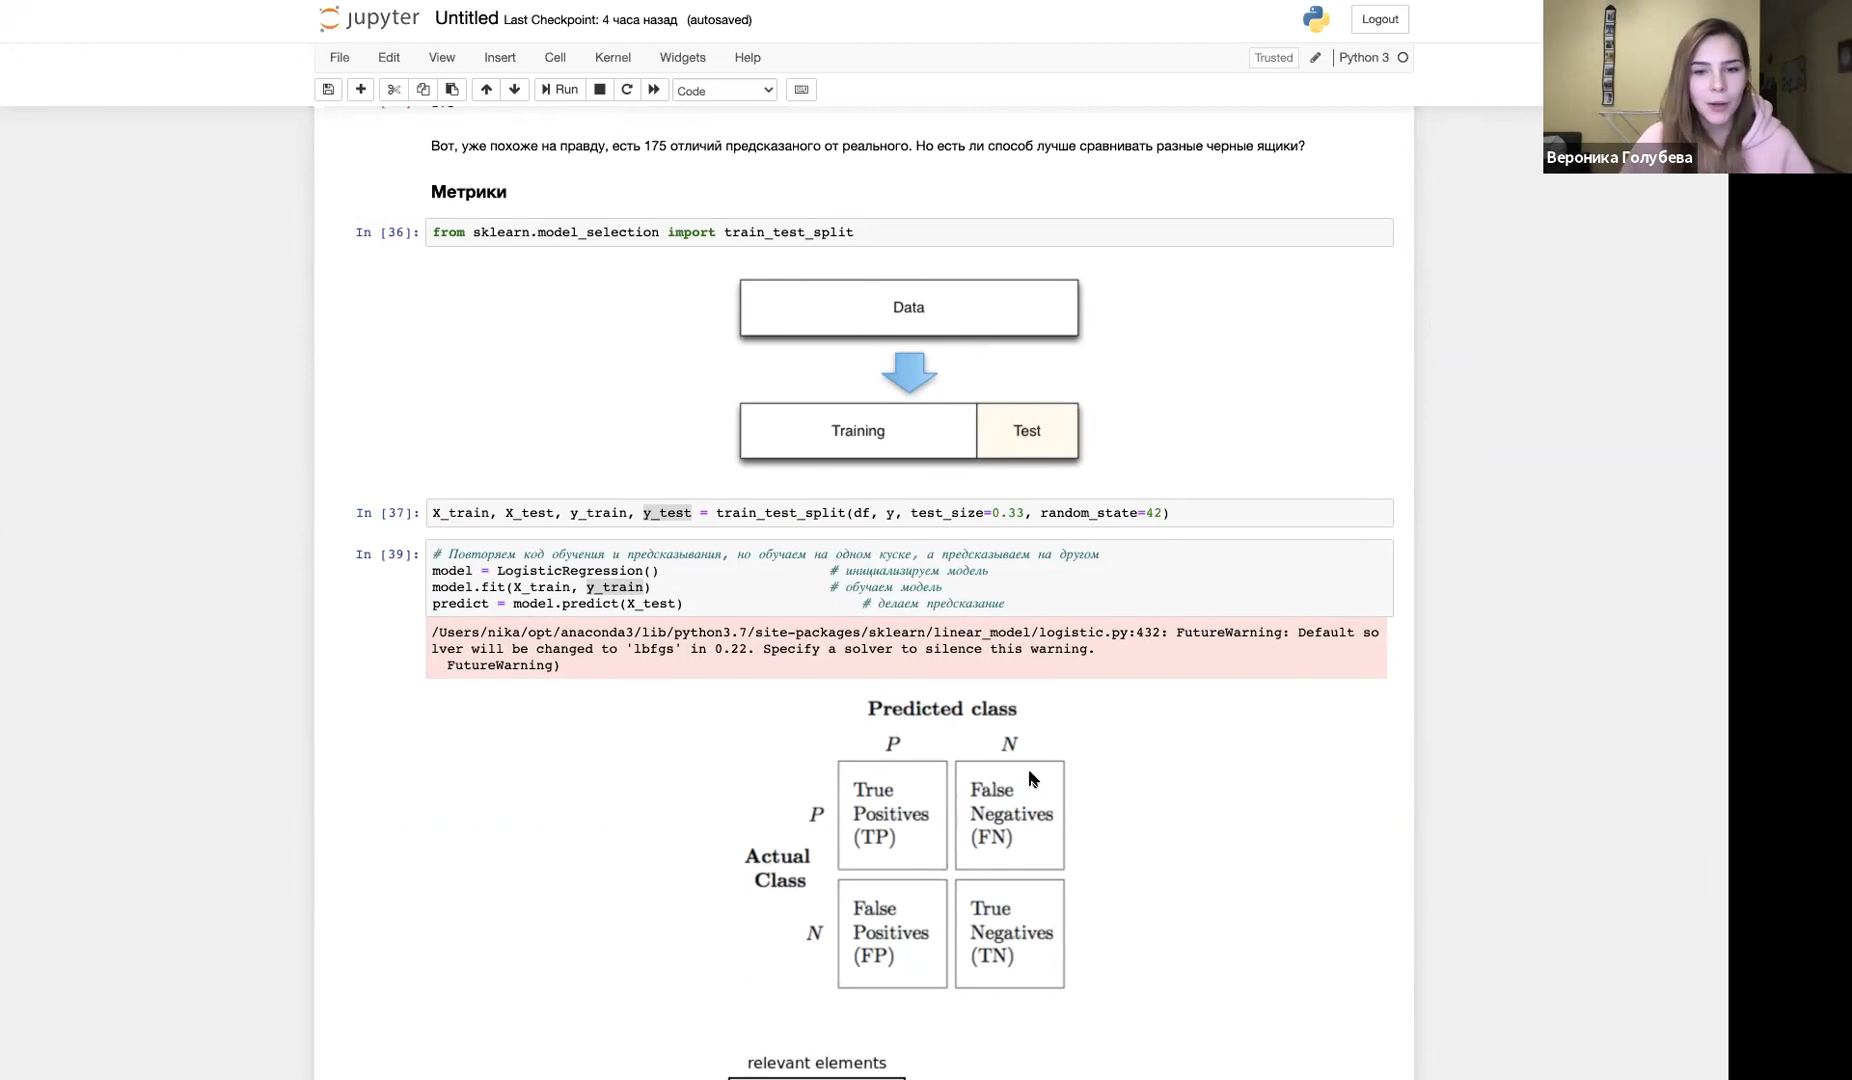 jupyter Untitled Last Checkpoint: 4 часа назад (autosaved)
Logout
File Edit View Insert Cell Kernel Widgets Help
Trusted Python 3
Run Code
Вероника Голубева
Вот, уже похоже на правду, есть 175 отличий предсказаного от реального. Но есть ли способ лучше сравнивать разные черные ящики?
Метрики
In [36]: from sklearn.model_selection import train_test_split
Data
Training Test
In [37]: X_train, X_test, y_train, y_test = train_test_split(df, y, test_size=0.33, random_state=42)
In [39]: # Повторяем код обучения и предсказывания, но обучаем на одном куске, а предсказываем на другом
model = LogisticRegression() # инициализируем модель
model.fit(X_train, y_train) # обучаем модель
predict = model.predict(X_test) # делаем предсказание
/Users/nika/opt/anaconda3/lib/python3.7/site-packages/sklearn/linear_model/logistic.py:432: FutureWarning: Default so
lver will be changed to 'lbfgs' in 0.22. Specify a solver to silence this warning.
FutureWarning)
Predicted class
P N
True False
P Positives Negatives
(TP) (FN)
Actual
Class
False True
N Positives Negatives
(FP) (TN)
relevant elements